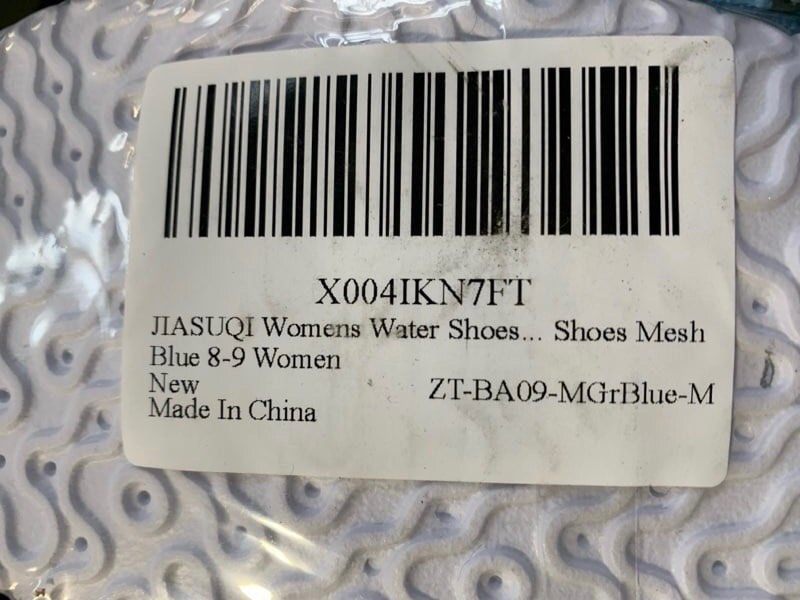 X004IKN7FT
JIASUQI Womens Water Shoes... Shoes Mesh
Blue 8-9 Women
New
ZT-BA09-MGrBlue-M
Made In China